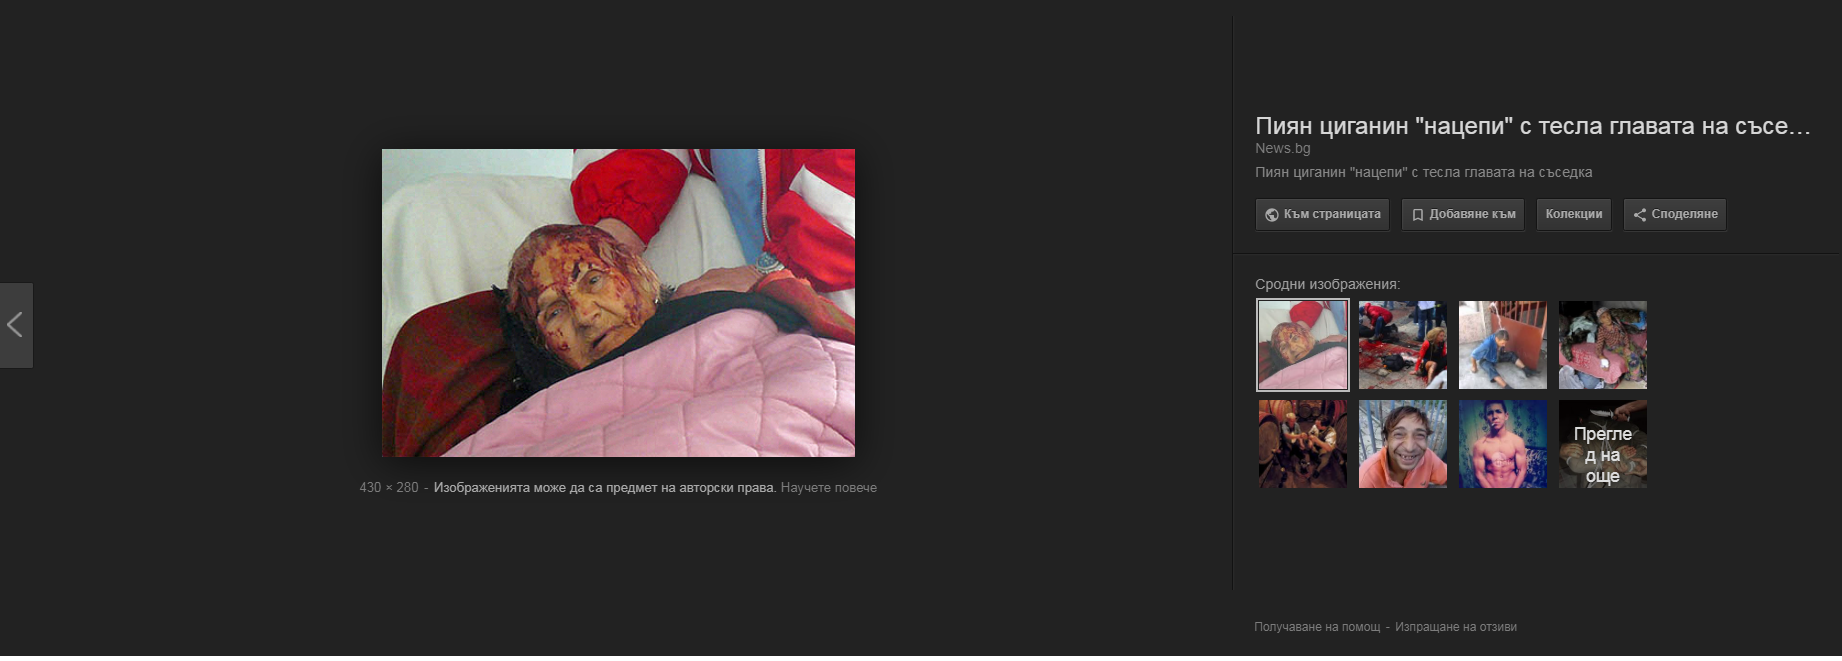 Пиян циганин "нацепи" с тесла главата на съсе…
News.bg
Пиян циганин "нацепи" с тесла главата на съседка
Към страницата
Добавяне към
Колекции
Споделяне
Сродни изображения:
Преглe
д на
още
430 × 280 - Изображенията може да са предмет на авторски права. Научете повече
Получаване на помощ - Изпращане на отзиви